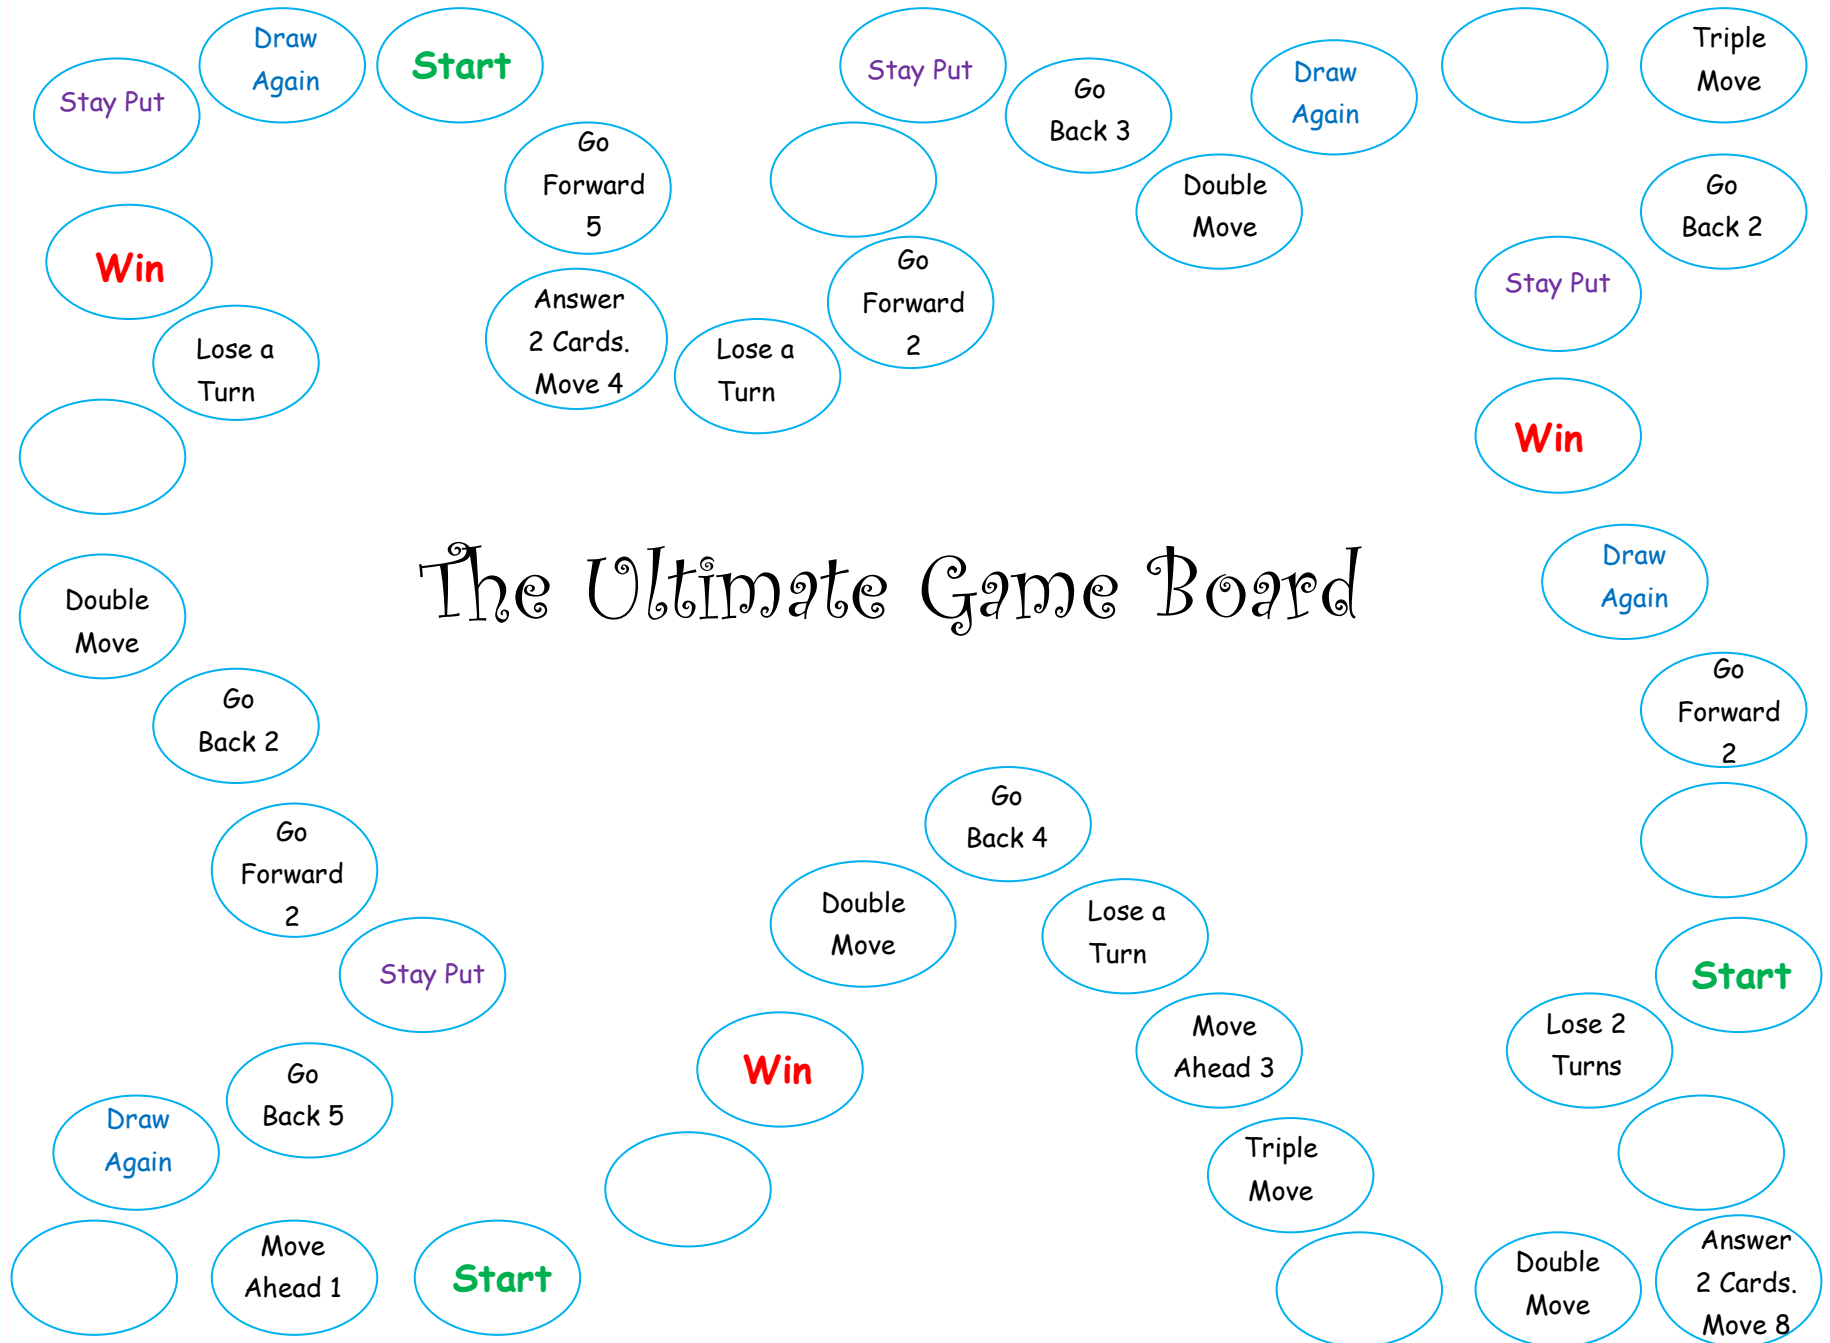 Draw
Again
Start
Stay Put
Stay Put
Go
Back 3
Draw
Again
Triple
Move
Go
Forward
5
Double
Move
Go
Back 2
Win
Answer
2 Cards.
Move 4
Lose a
Turn
Go
Forward
2
Stay Put
Lose a
Turn
Win
The Ultimate Game Board
Double
Move
Draw
Again
Go
Back 2
Go
Forward
2
Go
Forward
2
Go
Back 4
Double
Move
Lose a
Turn
Stay Put
Start
Go
Back 5
Win
Move
Ahead 3
Lose 2
Turns
Draw
Again
Triple
Move
Move
Ahead 1
Start
Double
Move
Answer
2 Cards.
Move 8